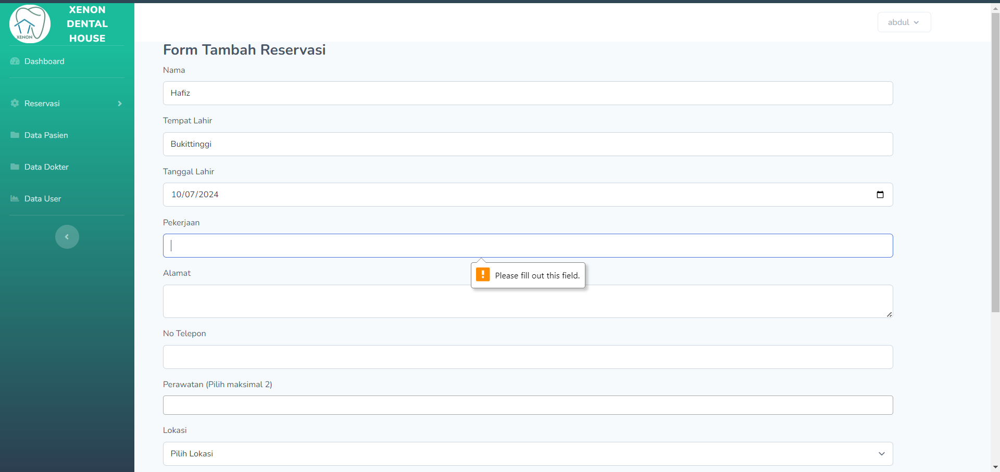 XENON
DENTAL
HOUSE
XENON
Dashboard
Reservasi
Data Pasien
Data Dokter
Data User
abdul
Form Tambah Reservasi
Nama
Hafiz
Tempat Lahir
Bukittinggi
Tanggal Lahir
10/07/2024
Pekerjaan
Please fill out this field.
Alamat
No Telepon
Perawatan (Pilih maksimal 2)
Lokasi
Pilih Lokasi